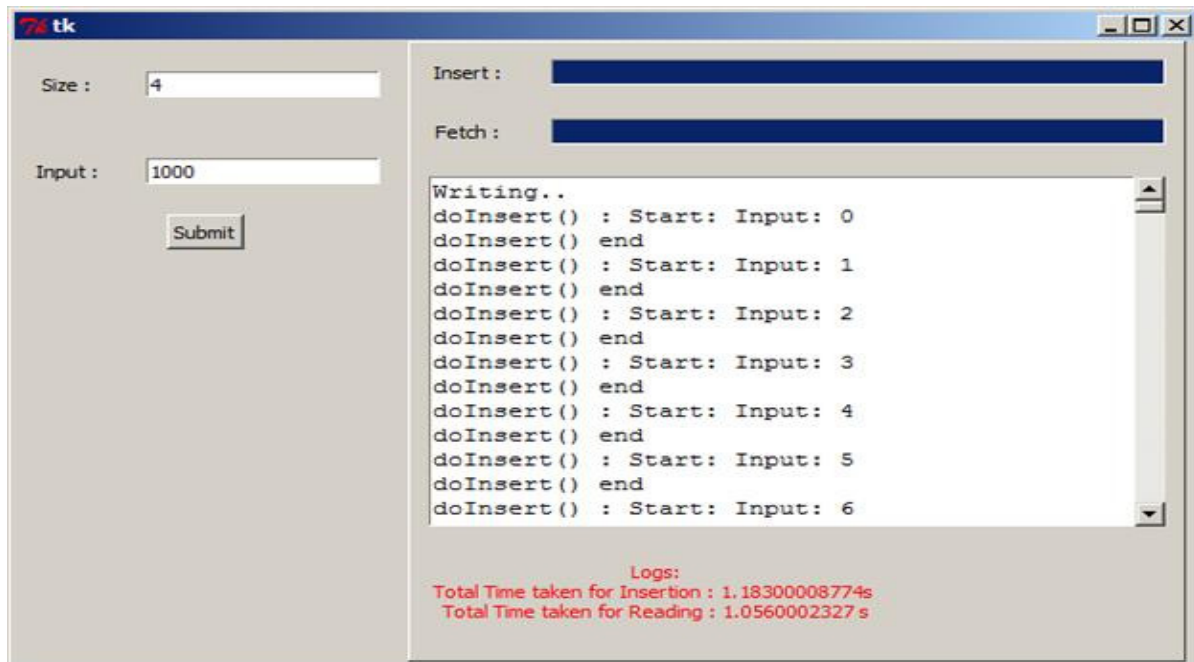 Tk tk
Size :
4
Input :
1000
Submit
Insert :
Fetch :
Writing..
doInsert() : Start: Input: 0
doInsert() end
doInsert() : Start: Input: 1
doInsert() end
doInsert() : Start: Input: 2
doInsert() end
doInsert() : Start: Input: 3
doInsert() end
doInsert() : Start: Input: 4
doInsert() end
doInsert() : Start: Input: 5
doInsert() end
doInsert() : Start: Input: 6
Logs:
Total Time taken for Insertion : 1.18300008774s
Total Time taken for Reading : 1.0560002327 s